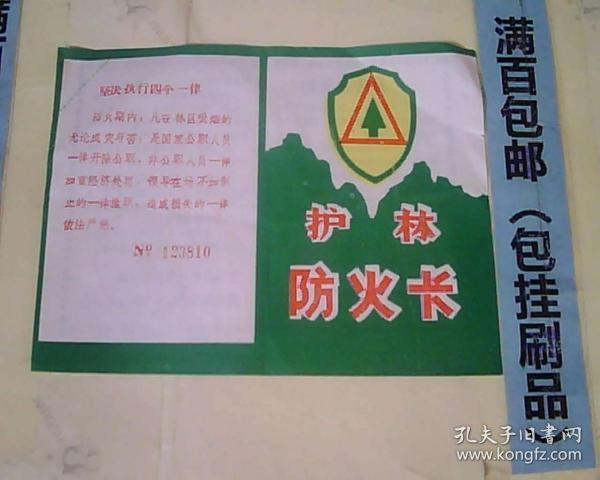 坚决执行四个一律
防火期内，凡在林区吸烟的
无论成灾与否，是国家公职人员
一律开除公职，非公职人员一律
加重经济处罚，领导在场不加制
止的一律撤职，造成损失的一律
依法严惩。
№ 123810
护林
防火卡
满百包邮（包挂刷品）
孔夫子旧书网
www.kongfz.com